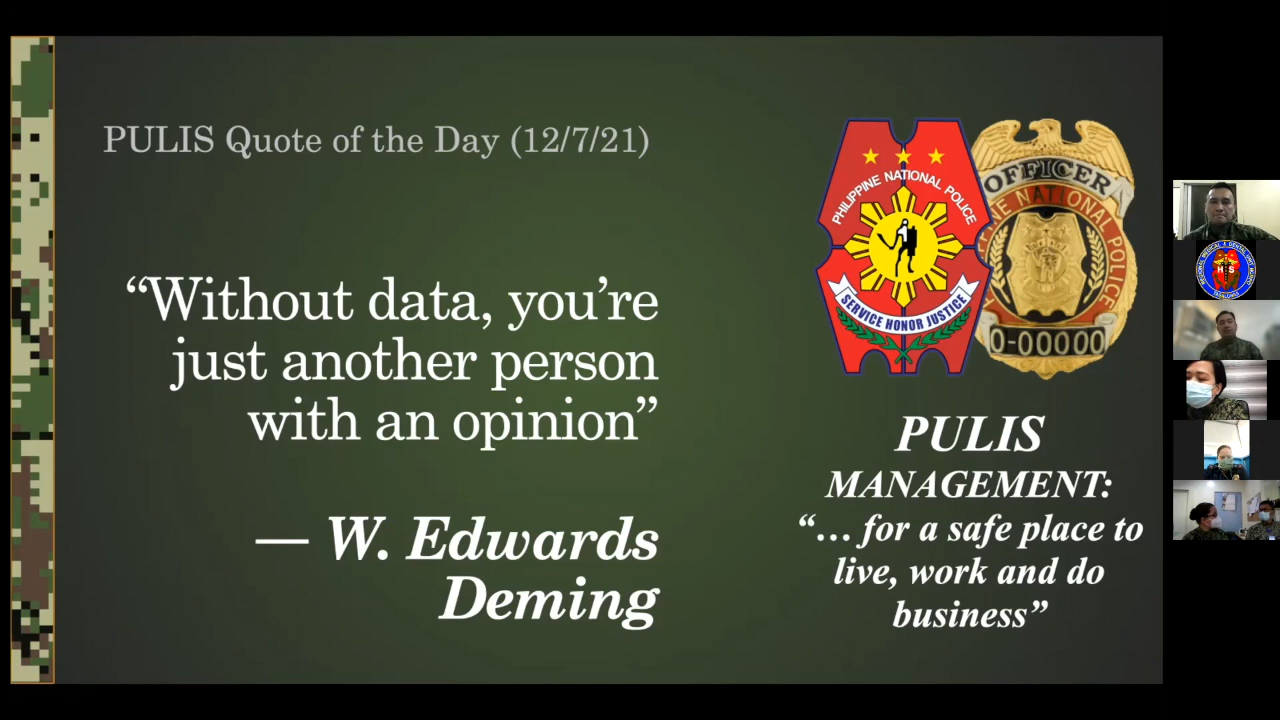 PULIS Quote of the Day (12/7/21)
“Without data, you’re
just another person
with an opinion”
— W. Edwards
Deming
PHILIPPINE NATIONAL POLICE
SERVICE HONOR JUSTICE
OFFICER
NATIONAL POLICE
0-00000
PULIS
MANAGEMENT:
“... for a safe place to
live, work and do
business”